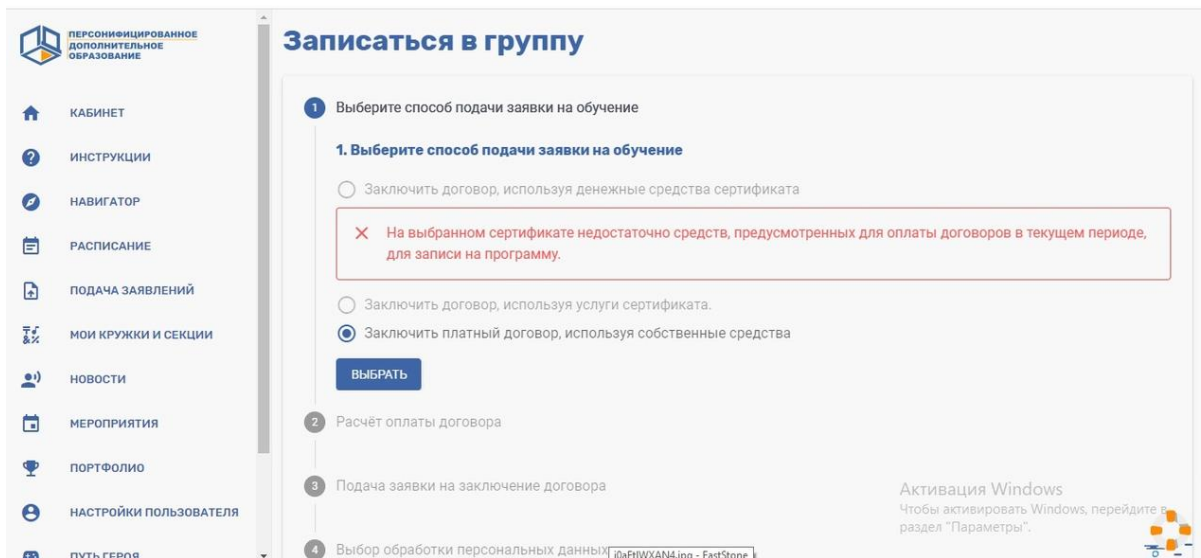 ПЕРСОНИФИЦИРОВАННОЕ
ДОПОЛНИТЕЛЬНОЕ
ОБРАЗОВАНИЕ
КАБИНЕТ
ИНСТРУКЦИИ
НАВИГАТОР
РАСПИСАНИЕ
ПОДАЧА ЗАЯВЛЕНИЙ
МОИ КРУЖКИ И СЕКЦИИ
НОВОСТИ
МЕРОПРИЯТИЯ
ПОРТФОЛИО
НАСТРОЙКИ ПОЛЬЗОВАТЕЛЯ
ПУТЬ ГЕРОЯ
Записаться в группу
1 Выберите способ подачи заявки на обучение
1. Выберите способ подачи заявки на обучение
Заключить договор, используя денежные средства сертификата
На выбранном сертификате недостаточно средств, предусмотренных для оплаты договоров в текущем периоде,
для записи на программу.
Заключить договор, используя услуги сертификата.
Заключить платный договор, используя собственные средства
ВЫБРАТЬ
2 Расчёт оплаты договора
3 Подача заявки на заключение договора
4 Выбор обработки персональных данных
Активация Windows
Чтобы активировать Windows, перейдите в
раздел "Параметры".